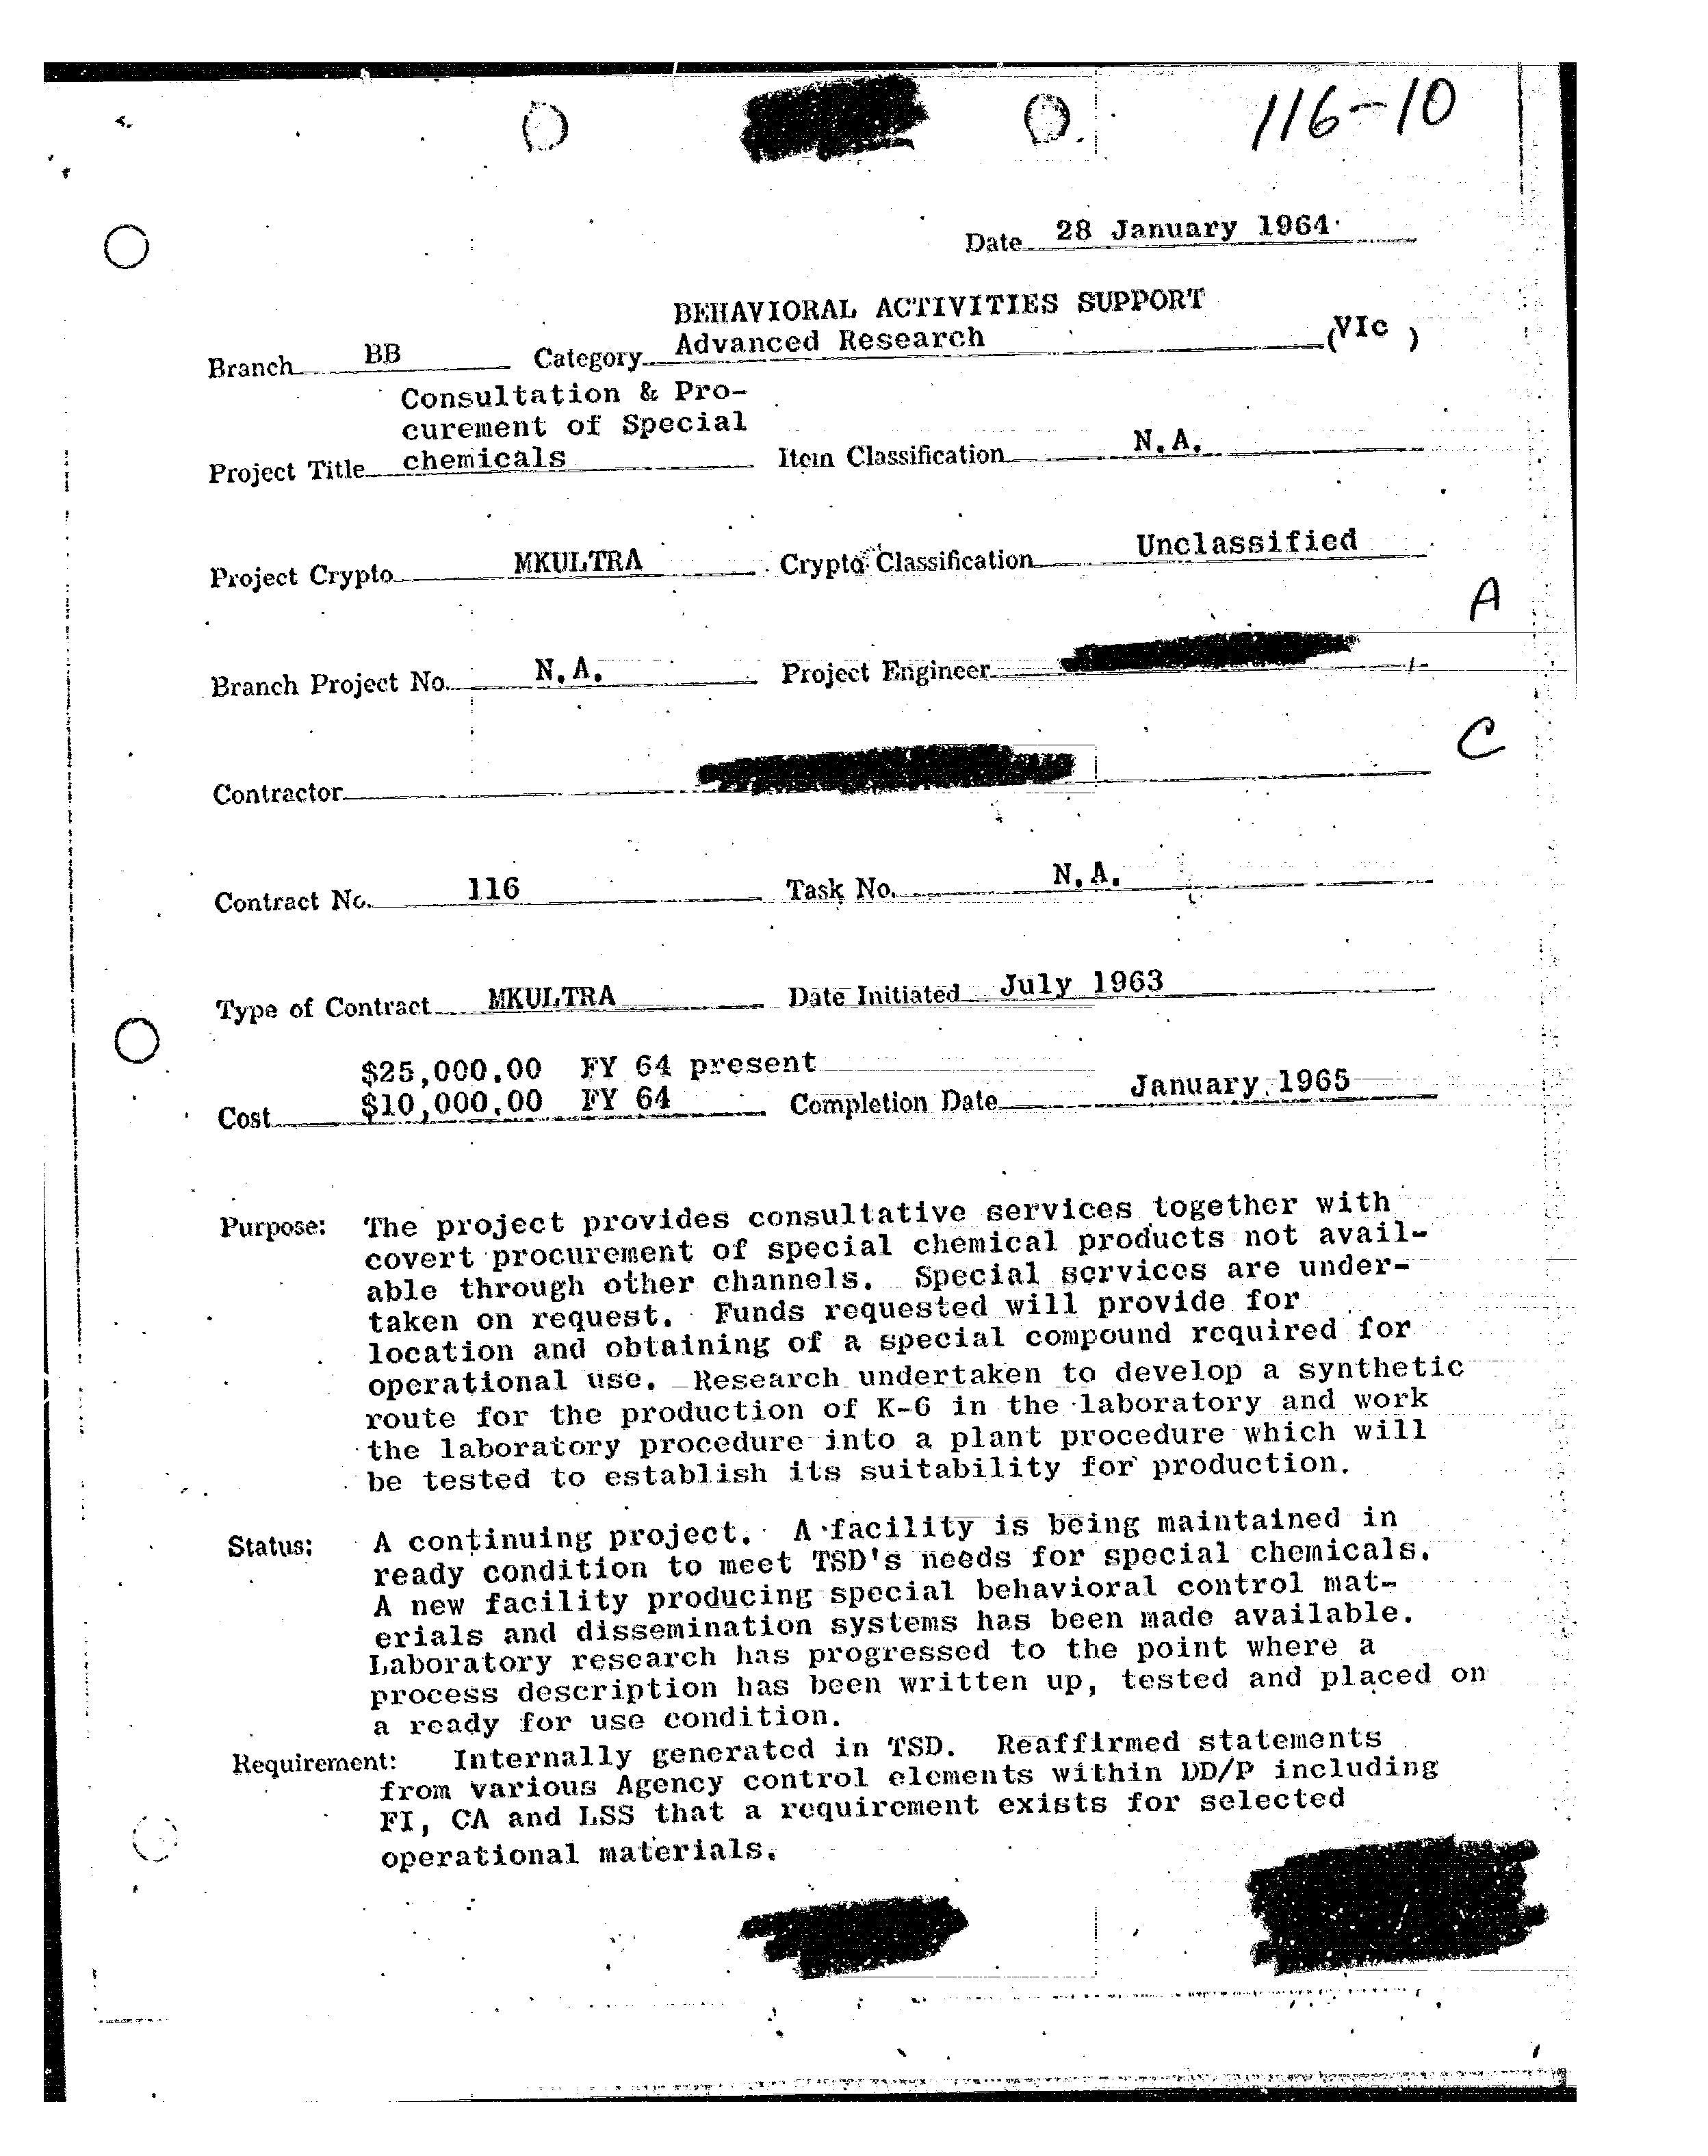 116-10
Date 28 January 1964
BEHAVIORAL ACTIVITIES SUPPORT
Branch BB Category Advanced Research (VIc)
Consultation & Pro-
curement of Special
Project Title chemicals Item Classification N.A.
Project Crypto MKULTRA Crypto Classification Unclassified
A
Branch Project No. N.A. Project Engineer
C
Contractor
Contract No. 116 Task No. N.A.
Type of Contract MKULTRA Date Initiated July 1963
$25,000.00 FY 64 present
Cost $10,000.00 FY 64 Completion Date January 1965
Purpose: The project provides consultative services together with
covert procurement of special chemical products not avail-
able through other channels. Special services are under-
taken on request. Funds requested will provide for
location and obtaining of a special compound required for
operational use. Research undertaken to develop a synthetic
route for the production of K-6 in the laboratory and work
the laboratory procedure into a plant procedure which will
be tested to establish its suitability for production.
Status: A continuing project. A facility is being maintained in
ready condition to meet TSD's needs for special chemicals.
A new facility producing special behavioral control mat-
erials and dissemination systems has been made available.
Laboratory research has progressed to the point where a
process description has been written up, tested and placed on
a ready for use condition.
Requirement: Internally generated in TSD. Reaffirmed statements
from various Agency control elements within DD/P including
FI, CA and LSS that a requirement exists for selected
operational materials.